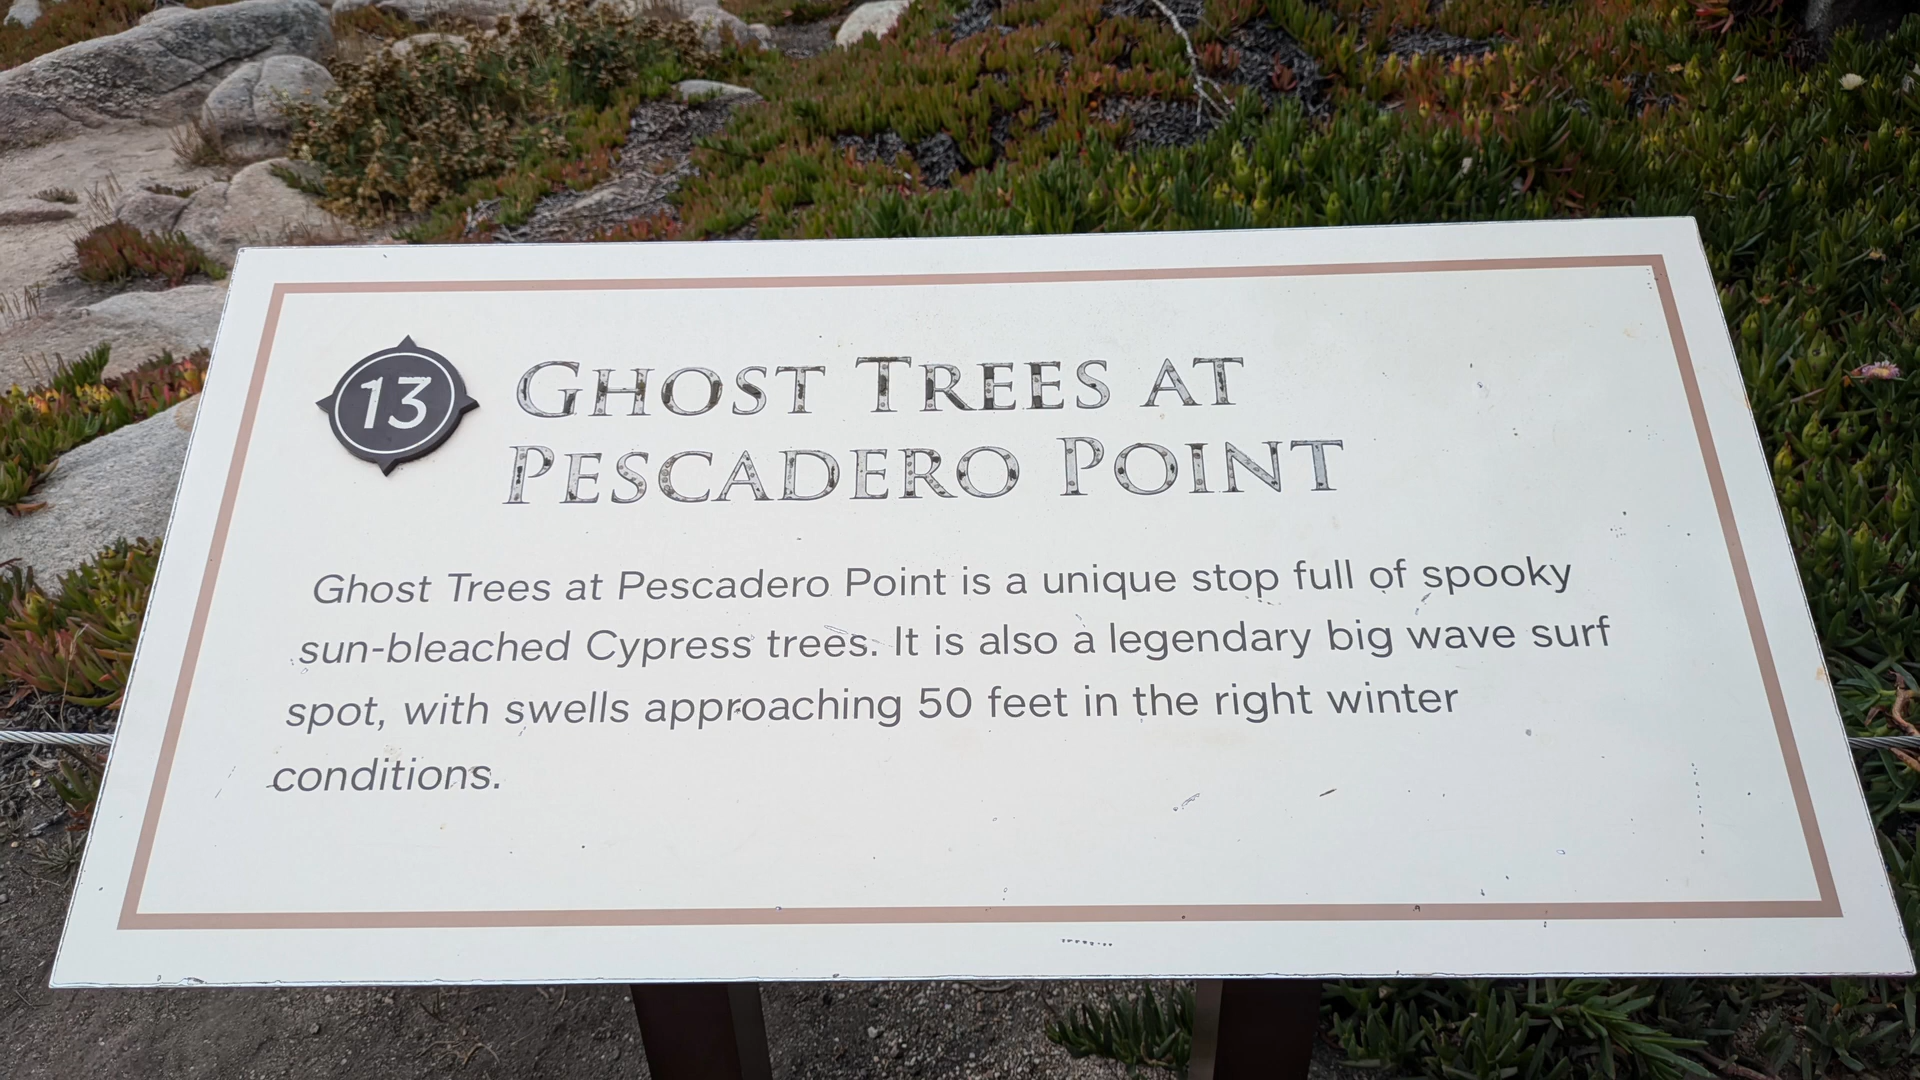 13
GHOST TREES AT
PESCADERO POINT
Ghost Trees at Pescadero Point is a unique stop full of spooky
sun-bleached Cypress trees. It is also a legendary big wave surf
spot, with swells approaching 50 feet in the right winter
conditions.